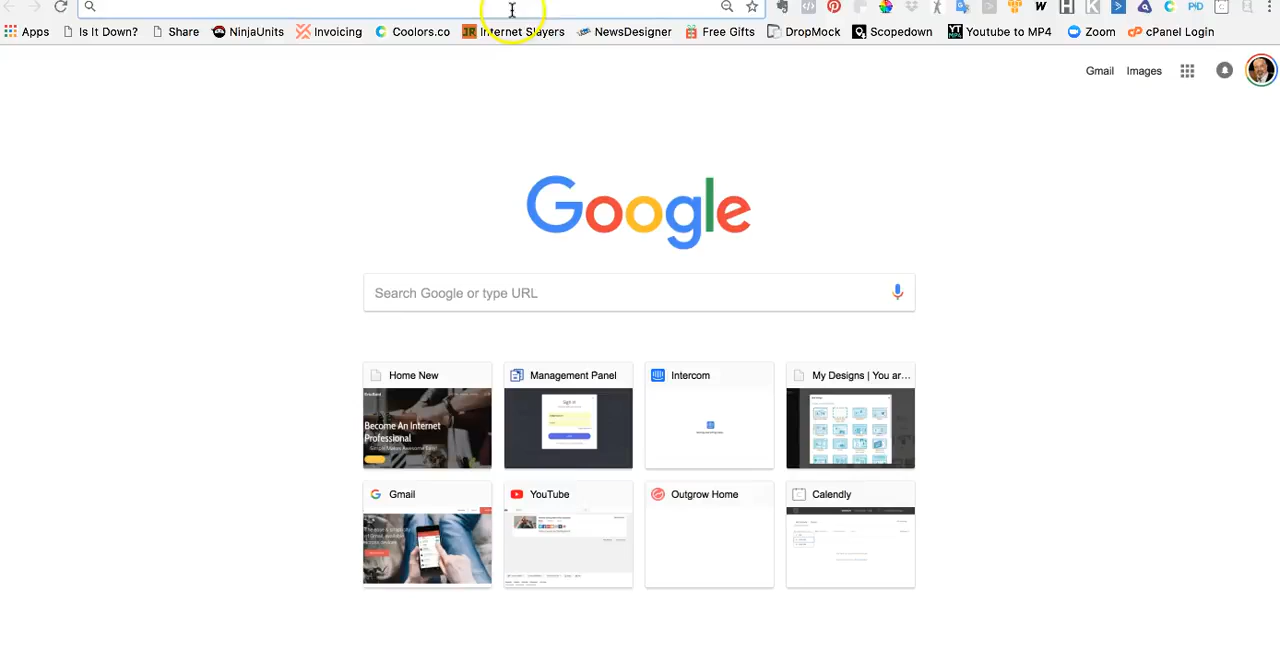 Apps Is It Down? Share NinjaUnits Invoicing Coolors.co Internet Slayers NewsDesigner Free Gifts DropMock Scopedown Youtube to MP4 Zoom cPanel Login
Gmail Images
Google
Search Google or type URL
Home New Management Panel Intercom My Designs | You ar...
Become An Internet
Professional
Sign In
Gmail YouTube Outgrow Home Calendly